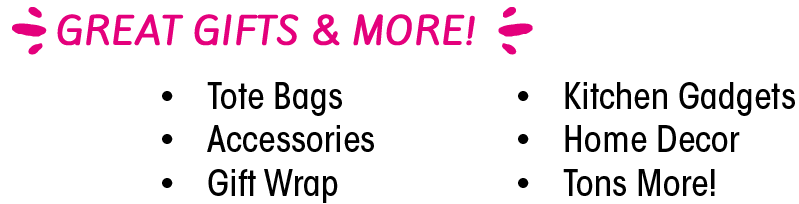 GREAT GIFTS & MORE!
• Tote Bags
• Accessories
• Gift Wrap
• Kitchen Gadgets
• Home Decor
• Tons More!